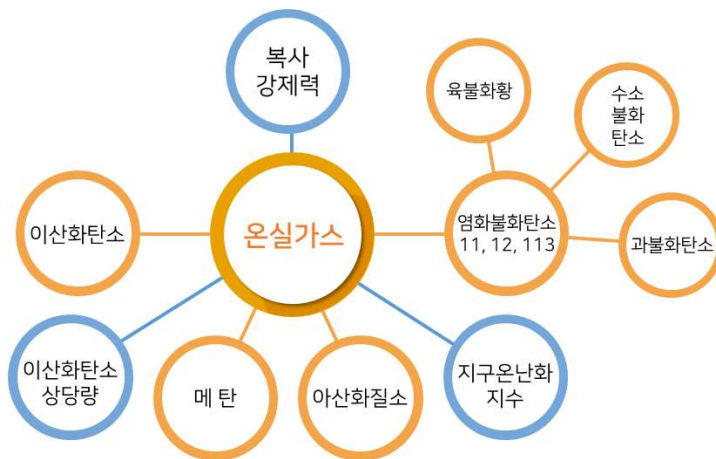 복사
강제력
육불화황
수소
불화
탄소
이산화탄소
온실가스
염화불화탄소
11, 12, 113
과불화탄소
이산화탄소
상당량
메 탄
아산화질소
지구온난화
지수